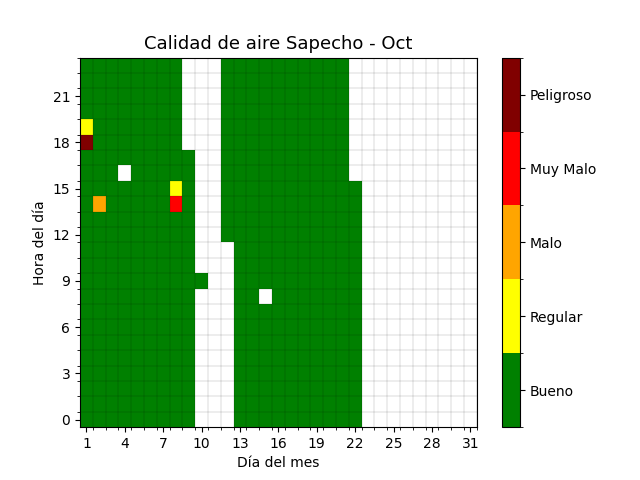 Calidad de aire Sapecho - Oct
21
18
15
12
9
6
3
0
Hora del día
1 4 7 10 13 16 19 22 25 28 31
Día del mes
Peligroso
Muy Malo
Malo
Regular
Bueno